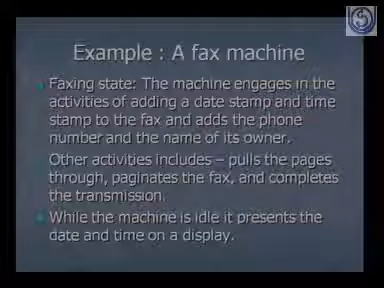 Example : A fax machine
Faxing state: The machine engages in the
activities of adding a date stamp and time
stamp to the fax and adds the phone
number and the name of its owner.
Other activities includes – pulls the pages
through, paginates the fax, and completes
the transmission.
While the machine is idle it presents the
date and time on a display.